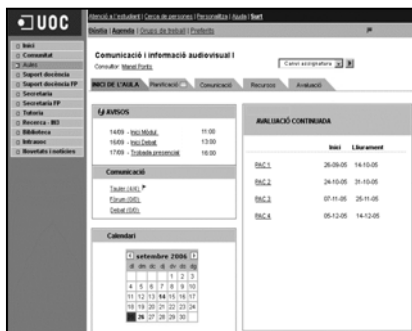 UOC
Atenció a l'estudiant | Cerca de persones | Personalitza | Ajuda | Sort
Bústia | Agenda | Grups de treball | Preferits
Inici
Comunitat
Aules
Suport docència
Suport docència FP
Secretaria
Secretaria FP
Tutoria
Recerca - IN3
Biblioteca
Intrauoc
Novetats i notícies
Comunicació i informació audiovisual I
Consultor: Manel Fontis
Canvi assignatura
INICI DE L'AULA Planificació Comunicació Recursos Avaluació
AVISOS
14/09 - Inici Mòdul. 11:00
16/09 - Inici Debat. 13:00
17/09 - Trobada presencial. 16:00
Comunicació
Tauler (4/4)
Fòrum (0/0)
Debat (0/0)
Calendari
setembre 2006
dl dm dc dj dv ds dg
1 2 3
4 5 6 7 8 9 10
11 12 13 14 15 16 17
18 19 20 21 22 23 24
26 27 28 29 30
AVALUACIÓ CONTINUADA
Inici Lliurament
PAC 1 26-09-05 14-10-05
PAC 2 24-10-05 31-10-05
PAC 3 07-11-05 25-11-05
PAC 4 05-12-05 14-12-05